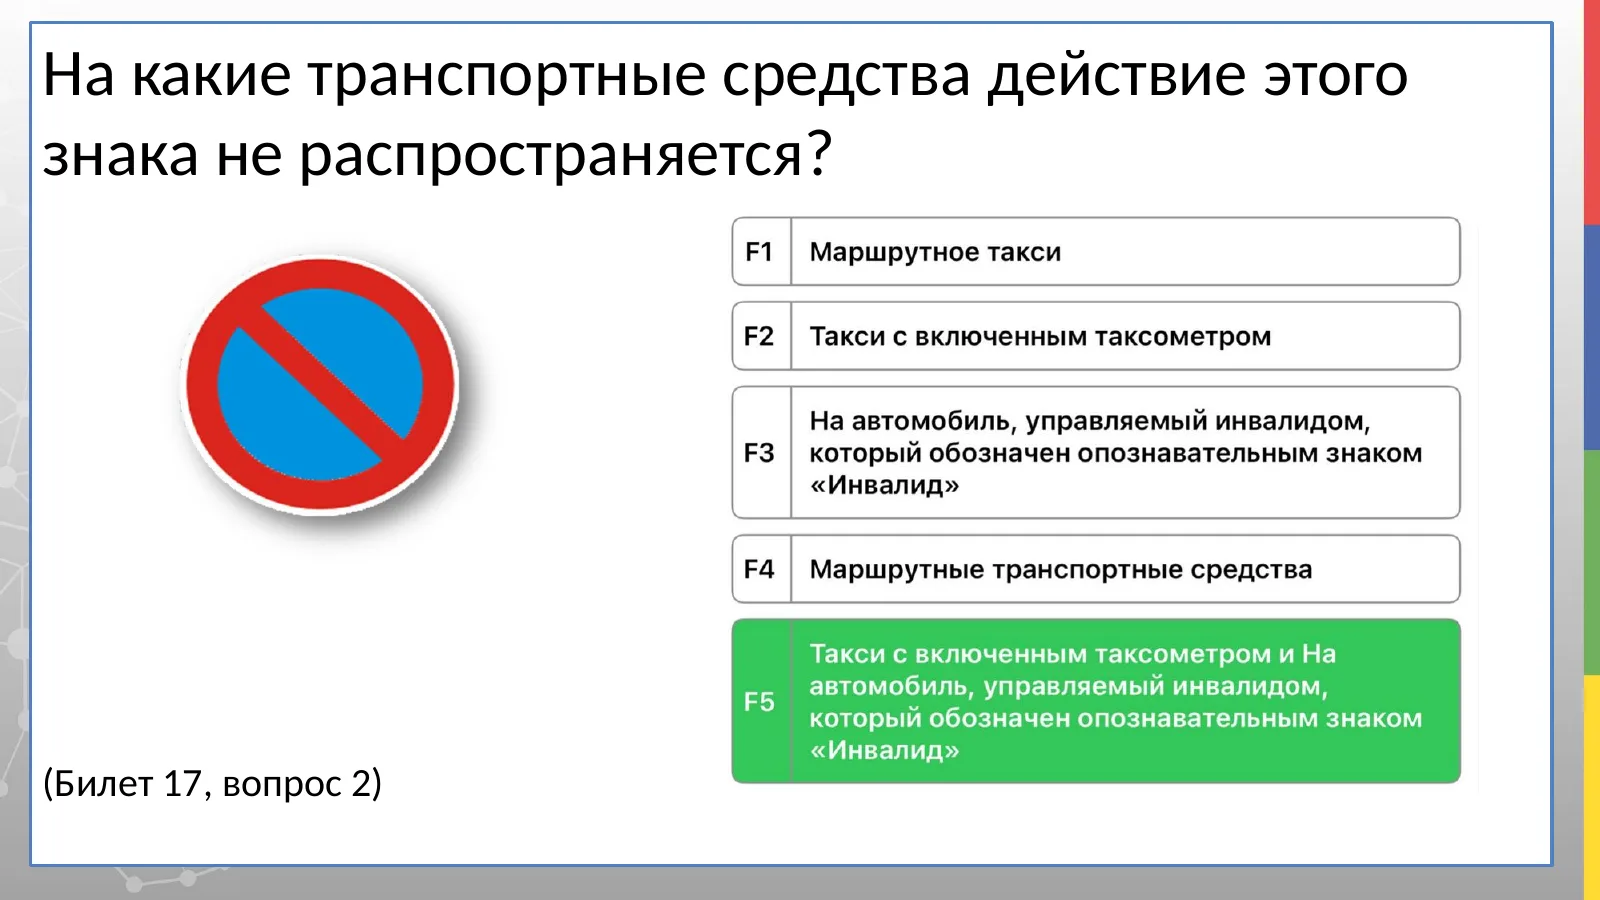 На какие транспортные средства действие этого
знака не распространяется?
F1 Маршрутное такси
F2 Такси с включенным таксометром
F3 На автомобиль, управляемый инвалидом,
который обозначен опознавательным знаком
«Инвалид»
F4 Маршрутные транспортные средства
F5 Такси с включенным таксометром и На
автомобиль, управляемый инвалидом,
который обозначен опознавательным знаком
«Инвалид»
(Билет 17, вопрос 2)